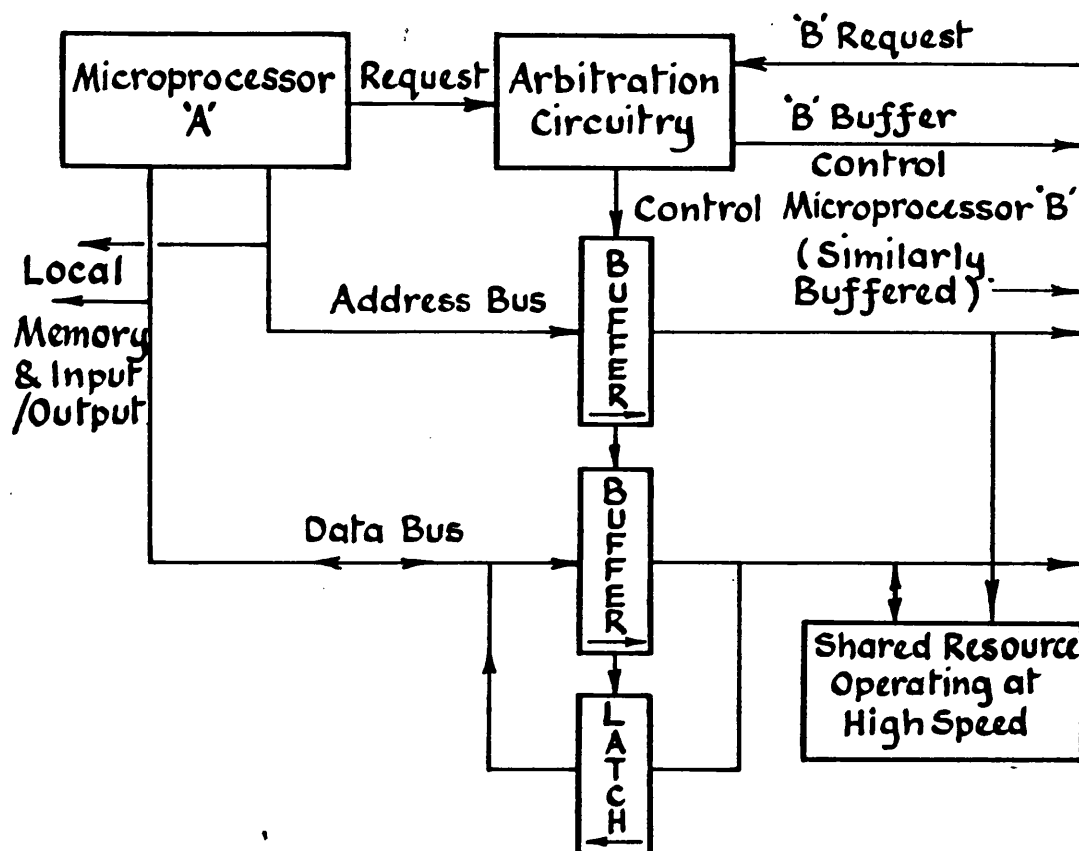 Microprocessor
'A'
Request
Arbitration
Circuitry
'B' Request
'B' Buffer
Control
Control Microprocessor 'B'
(Similarly
Buffered)
Local
Memory
& Input
/Output
Address Bus
BUFFER
Data Bus
BUFFER
LATCH
Shared Resource
Operating at
High Speed